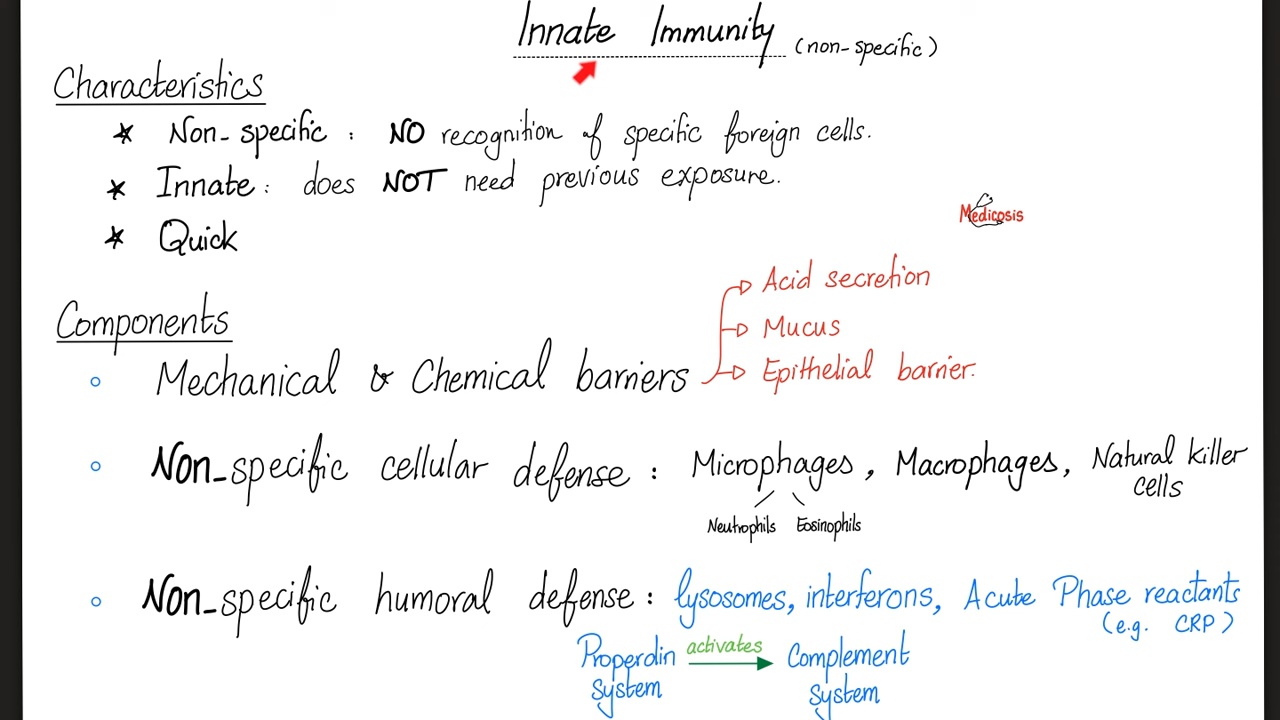 Innate Immunity (non-specific)
Characteristics
* Non-specific : NO recognition of specific foreign cells.
* Innate: does NOT need previous exposure.
* Quick
Medicosis
Components
Mechanical & Chemical barriers
Acid secretion
Mucus
Epithelial barrier.
Non-specific cellular defense : Microphages, Macrophages, Natural killer cells
Neutrophils Eosinophils
Non-specific humoral defense : lysosomes, interferons, Acute Phase reactants
(e.g. CRP)
Properdin system activates Complement system